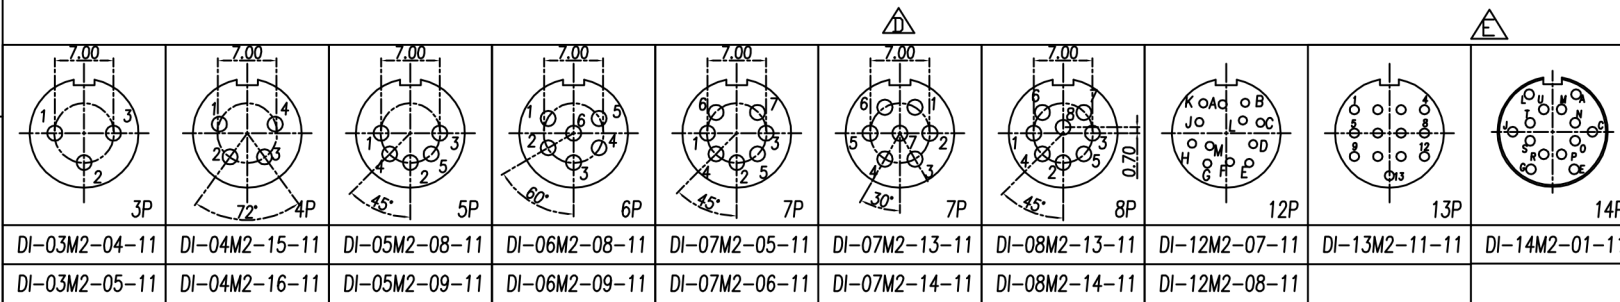 D
E
7.00 7.00 7.00 7.00 7.00 7.00 7.00
1 3 2 3P
1 4 2 3 72° 4P
1 3 4 5 2 45° 5P
1 5 6 2 4 3 60° 6P
6 7 1 3 4 5 2 45° 7P
6 1 5 7 2 4 3 30° 7P
6 7 8 1 3 4 5 2 0.70 45° 8P
K A B J L C H M D G F E 12P
1 4 5 8 9 12 13 13P
L U M A T N J C S O R P G E 14P
DI-03M2-04-11 DI-04M2-15-11 DI-05M2-08-11 DI-06M2-08-11 DI-07M2-05-11 DI-07M2-13-11 DI-08M2-13-11 DI-12M2-07-11 DI-13M2-11-11 DI-14M2-01-11
DI-03M2-05-11 DI-04M2-16-11 DI-05M2-09-11 DI-06M2-09-11 DI-07M2-06-11 DI-07M2-14-11 DI-08M2-14-11 DI-12M2-08-11